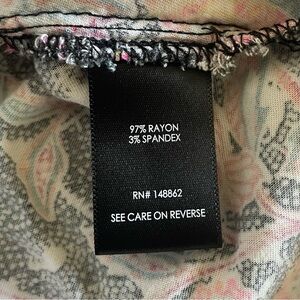 97% RAYON
3% SPANDEX
RN# 148862
SEE CARE ON REVERSE